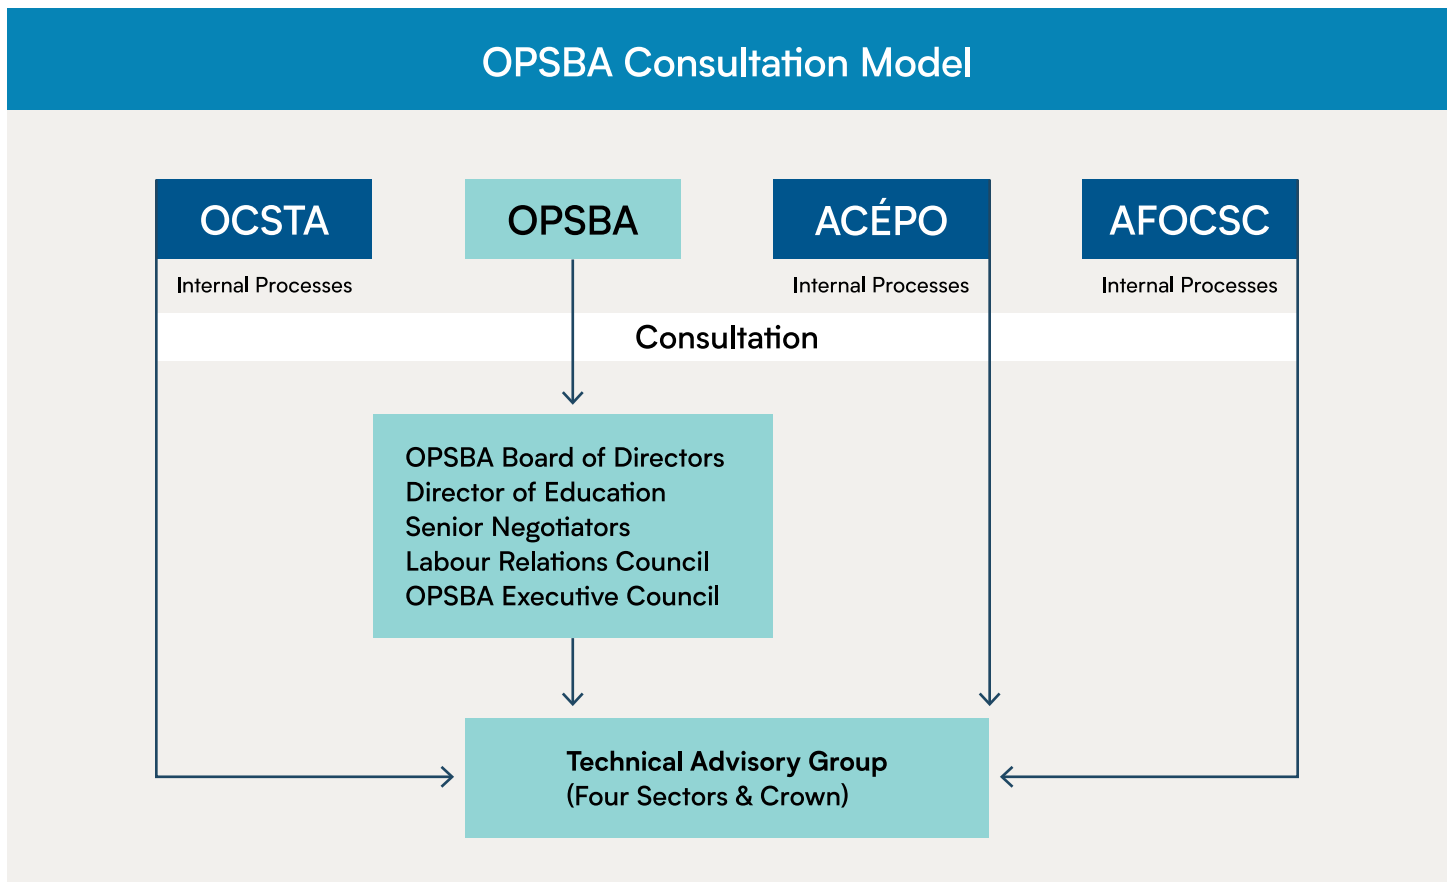 OPSBA Consultation Model
OCSTA
OPSBA
ACÉPO
AFOCSC
Internal Processes
Internal Processes
Internal Processes
Consultation
OPSBA Board of Directors
Director of Education
Senior Negotiators
Labour Relations Council
OPSBA Executive Council
Technical Advisory Group
(Four Sectors & Crown)